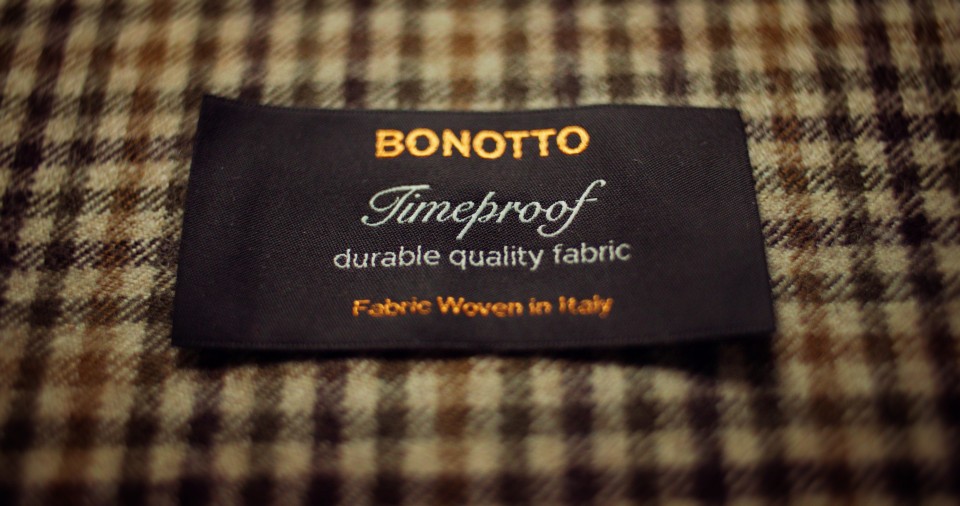 BONOTTO
Timeproof
durable quality fabric
Fabric Woven in Italy